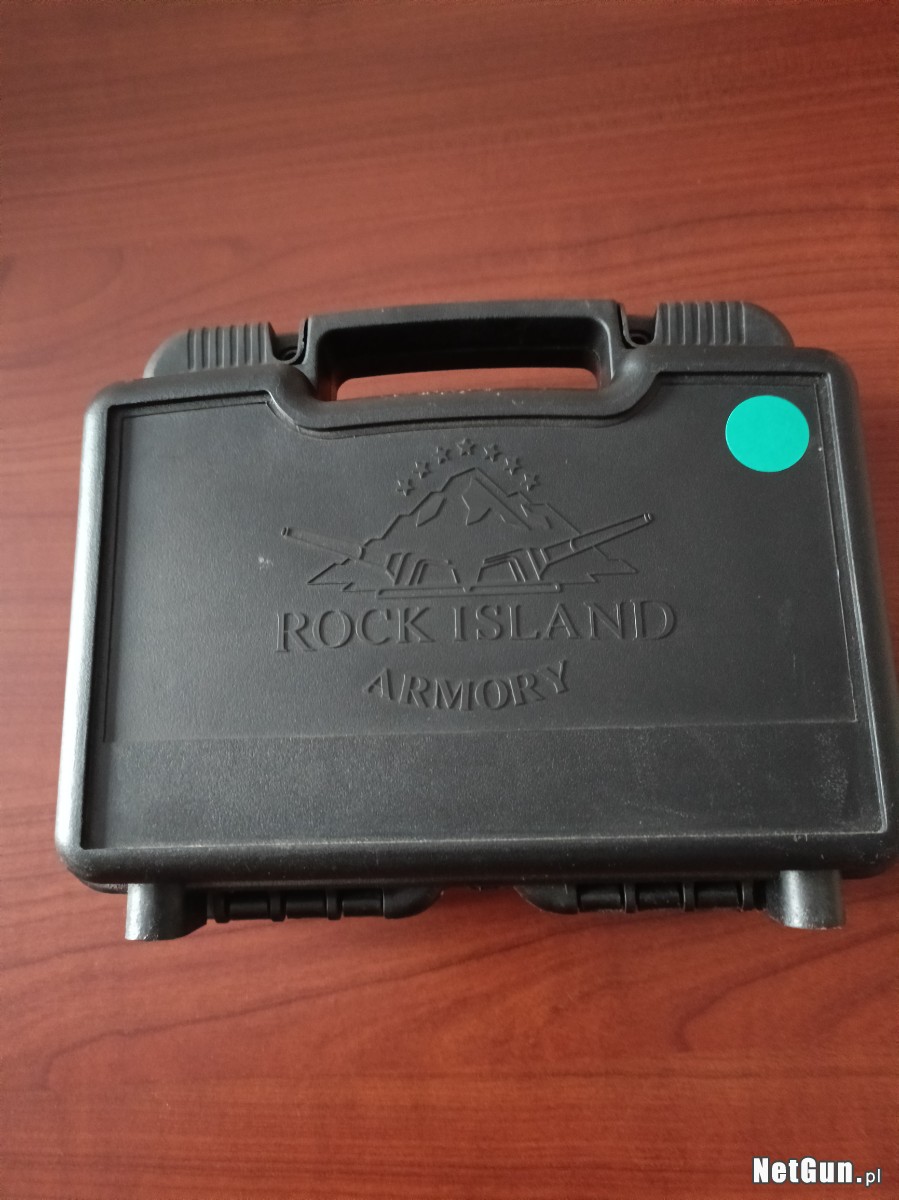 ROCK ISLAND
ARMORY
NetGun.pl